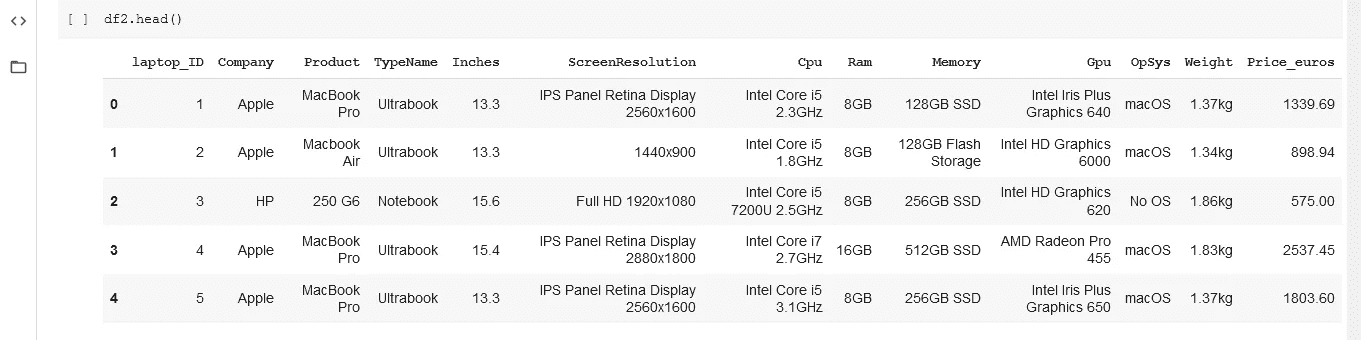 [ ] df2.head()
laptop_ID Company Product TypeName Inches ScreenResolution Cpu Ram Memory Gpu OpSys Weight Price_euros
0 1 Apple MacBook Pro Ultrabook 13.3 IPS Panel Retina Display 2560x1600 Intel Core i5 2.3GHz 8GB 128GB SSD Intel Iris Plus Graphics 640 macOS 1.37kg 1339.69
1 2 Apple Macbook Air Ultrabook 13.3 1440x900 Intel Core i5 1.8GHz 8GB 128GB Flash Storage Intel HD Graphics 6000 macOS 1.34kg 898.94
2 3 HP 250 G6 Notebook 15.6 Full HD 1920x1080 Intel Core i5 7200U 2.5GHz 8GB 256GB SSD Intel HD Graphics 620 No OS 1.86kg 575.00
3 4 Apple MacBook Pro Ultrabook 15.4 IPS Panel Retina Display 2880x1800 Intel Core i7 2.7GHz 16GB 512GB SSD AMD Radeon Pro 455 macOS 1.83kg 2537.45
4 5 Apple MacBook Pro Ultrabook 13.3 IPS Panel Retina Display 2560x1600 Intel Core i5 3.1GHz 8GB 256GB SSD Intel Iris Plus Graphics 650 macOS 1.37kg 1803.60